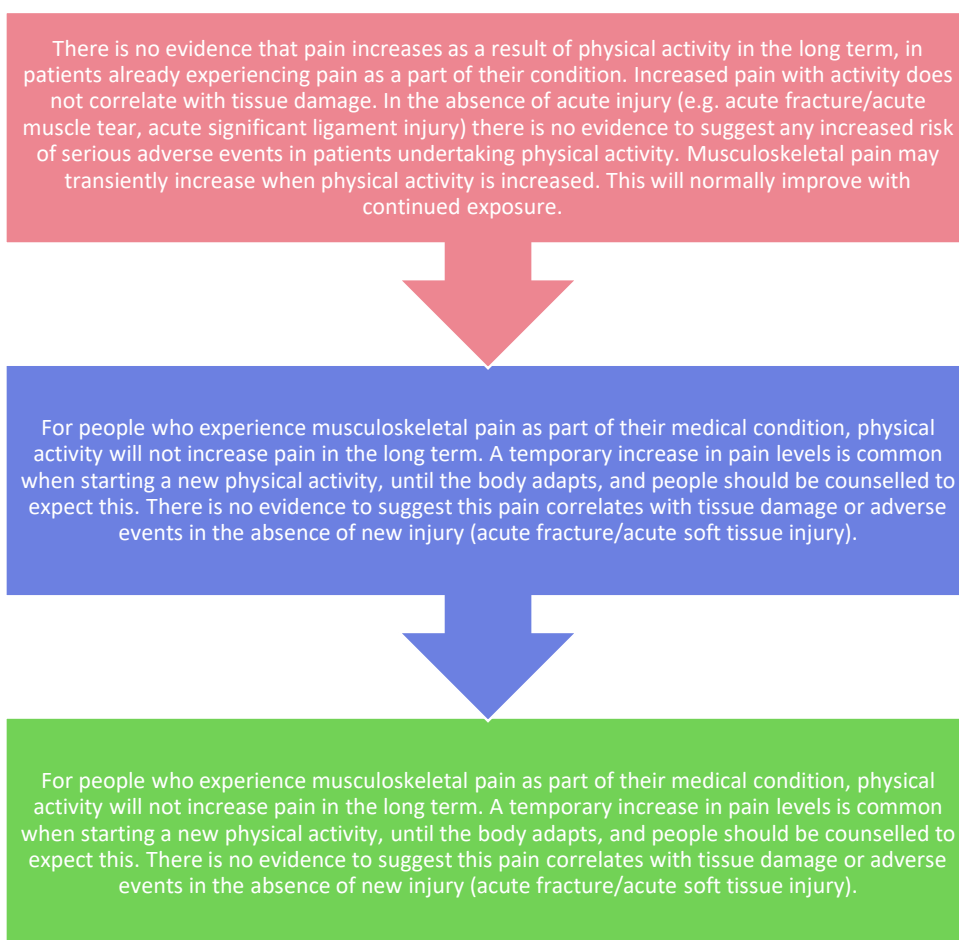 There is no evidence that pain increases as a result of physical activity in the long term, in
patients already experiencing pain as a part of their condition. Increased pain with activity does
not correlate with tissue damage. In the absence of acute injury (e.g. acute fracture/acute
muscle tear, acute significant ligament injury) there is no evidence to suggest any increased risk
of serious adverse events in patients undertaking physical activity. Musculoskeletal pain may
transiently increase when physical activity is increased. This will normally improve with
continued exposure.
For people who experience musculoskeletal pain as part of their medical condition, physical
activity will not increase pain in the long term. A temporary increase in pain levels is common
when starting a new physical activity, until the body adapts, and people should be counselled to
expect this. There is no evidence to suggest this pain correlates with tissue damage or adverse
events in the absence of new injury (acute fracture/acute soft tissue injury).
For people who experience musculoskeletal pain as part of their medical condition, physical
activity will not increase pain in the long term. A temporary increase in pain levels is common
when starting a new physical activity, until the body adapts, and people should be counselled to
expect this. There is no evidence to suggest this pain correlates with tissue damage or adverse
events in the absence of new injury (acute fracture/acute soft tissue injury).